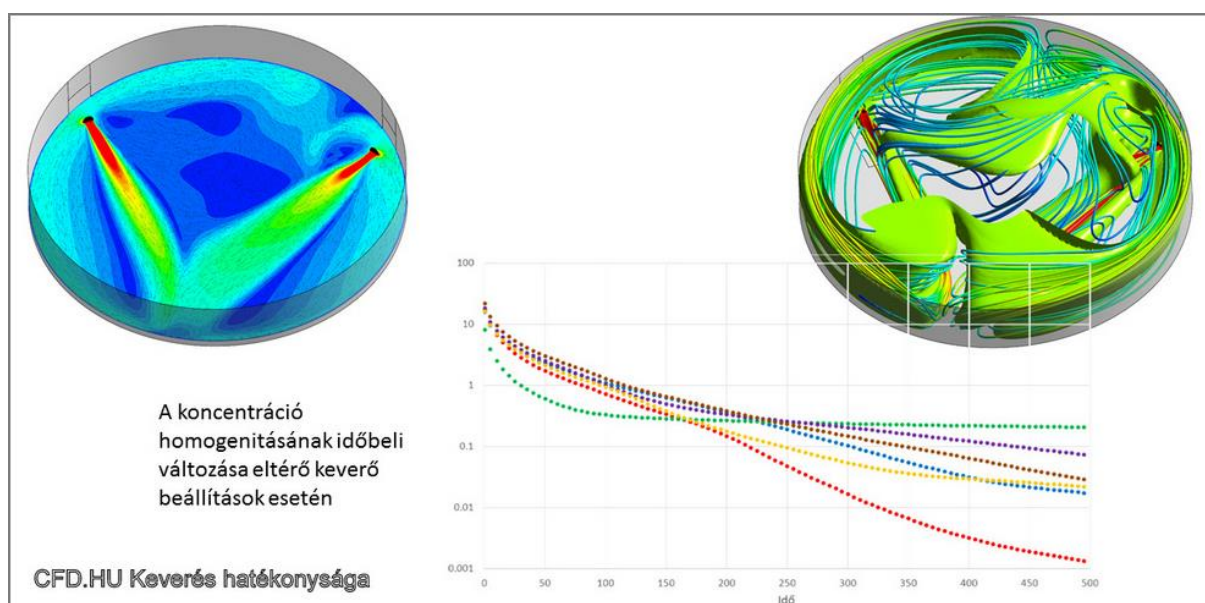 A koncentráció
homogenitásának időbeli
változása eltérő keverő
beállítások esetén
CFD.HU Keverés hatékonysága
100
10
1
0.1
0.01
0,001
0 50 100 150 200 250 300 350 400 450 500
Idő